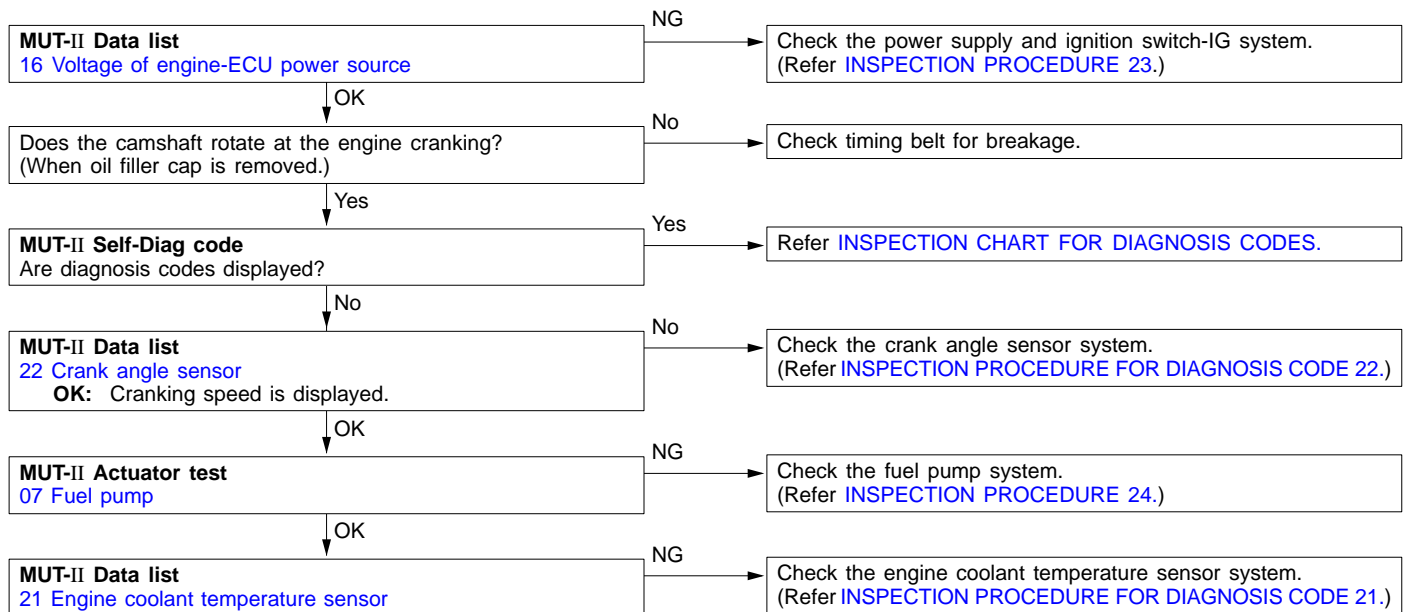 NG
MUT-II Data list
16 Voltage of engine-ECU power source
Check the power supply and ignition switch-IG system.
(Refer INSPECTION PROCEDURE 23.)
OK
Does the camshaft rotate at the engine cranking?
(When oil filler cap is removed.)
No
Check timing belt for breakage.
Yes
MUT-II Self-Diag code
Are diagnosis codes displayed?
Yes
Refer INSPECTION CHART FOR DIAGNOSIS CODES.
No
MUT-II Data list
22 Crank angle sensor
OK: Cranking speed is displayed.
No
Check the crank angle sensor system.
(Refer INSPECTION PROCEDURE FOR DIAGNOSIS CODE 22.)
OK
MUT-II Actuator test
07 Fuel pump
NG
Check the fuel pump system.
(Refer INSPECTION PROCEDURE 24.)
OK
MUT-II Data list
21 Engine coolant temperature sensor
NG
Check the engine coolant temperature sensor system.
(Refer INSPECTION PROCEDURE FOR DIAGNOSIS CODE 21.)